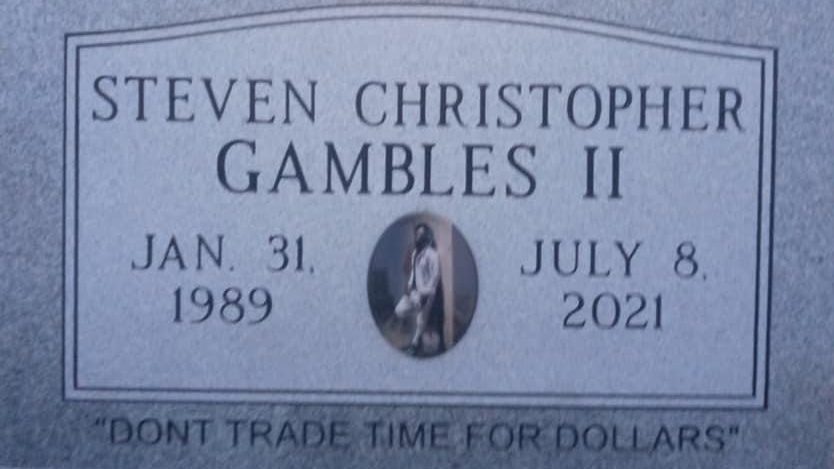 STEVEN CHRISTOPHER
GAMBLES II
JAN. 31, JULY 8,
1989 2021
"DONT TRADE TIME FOR DOLLARS"